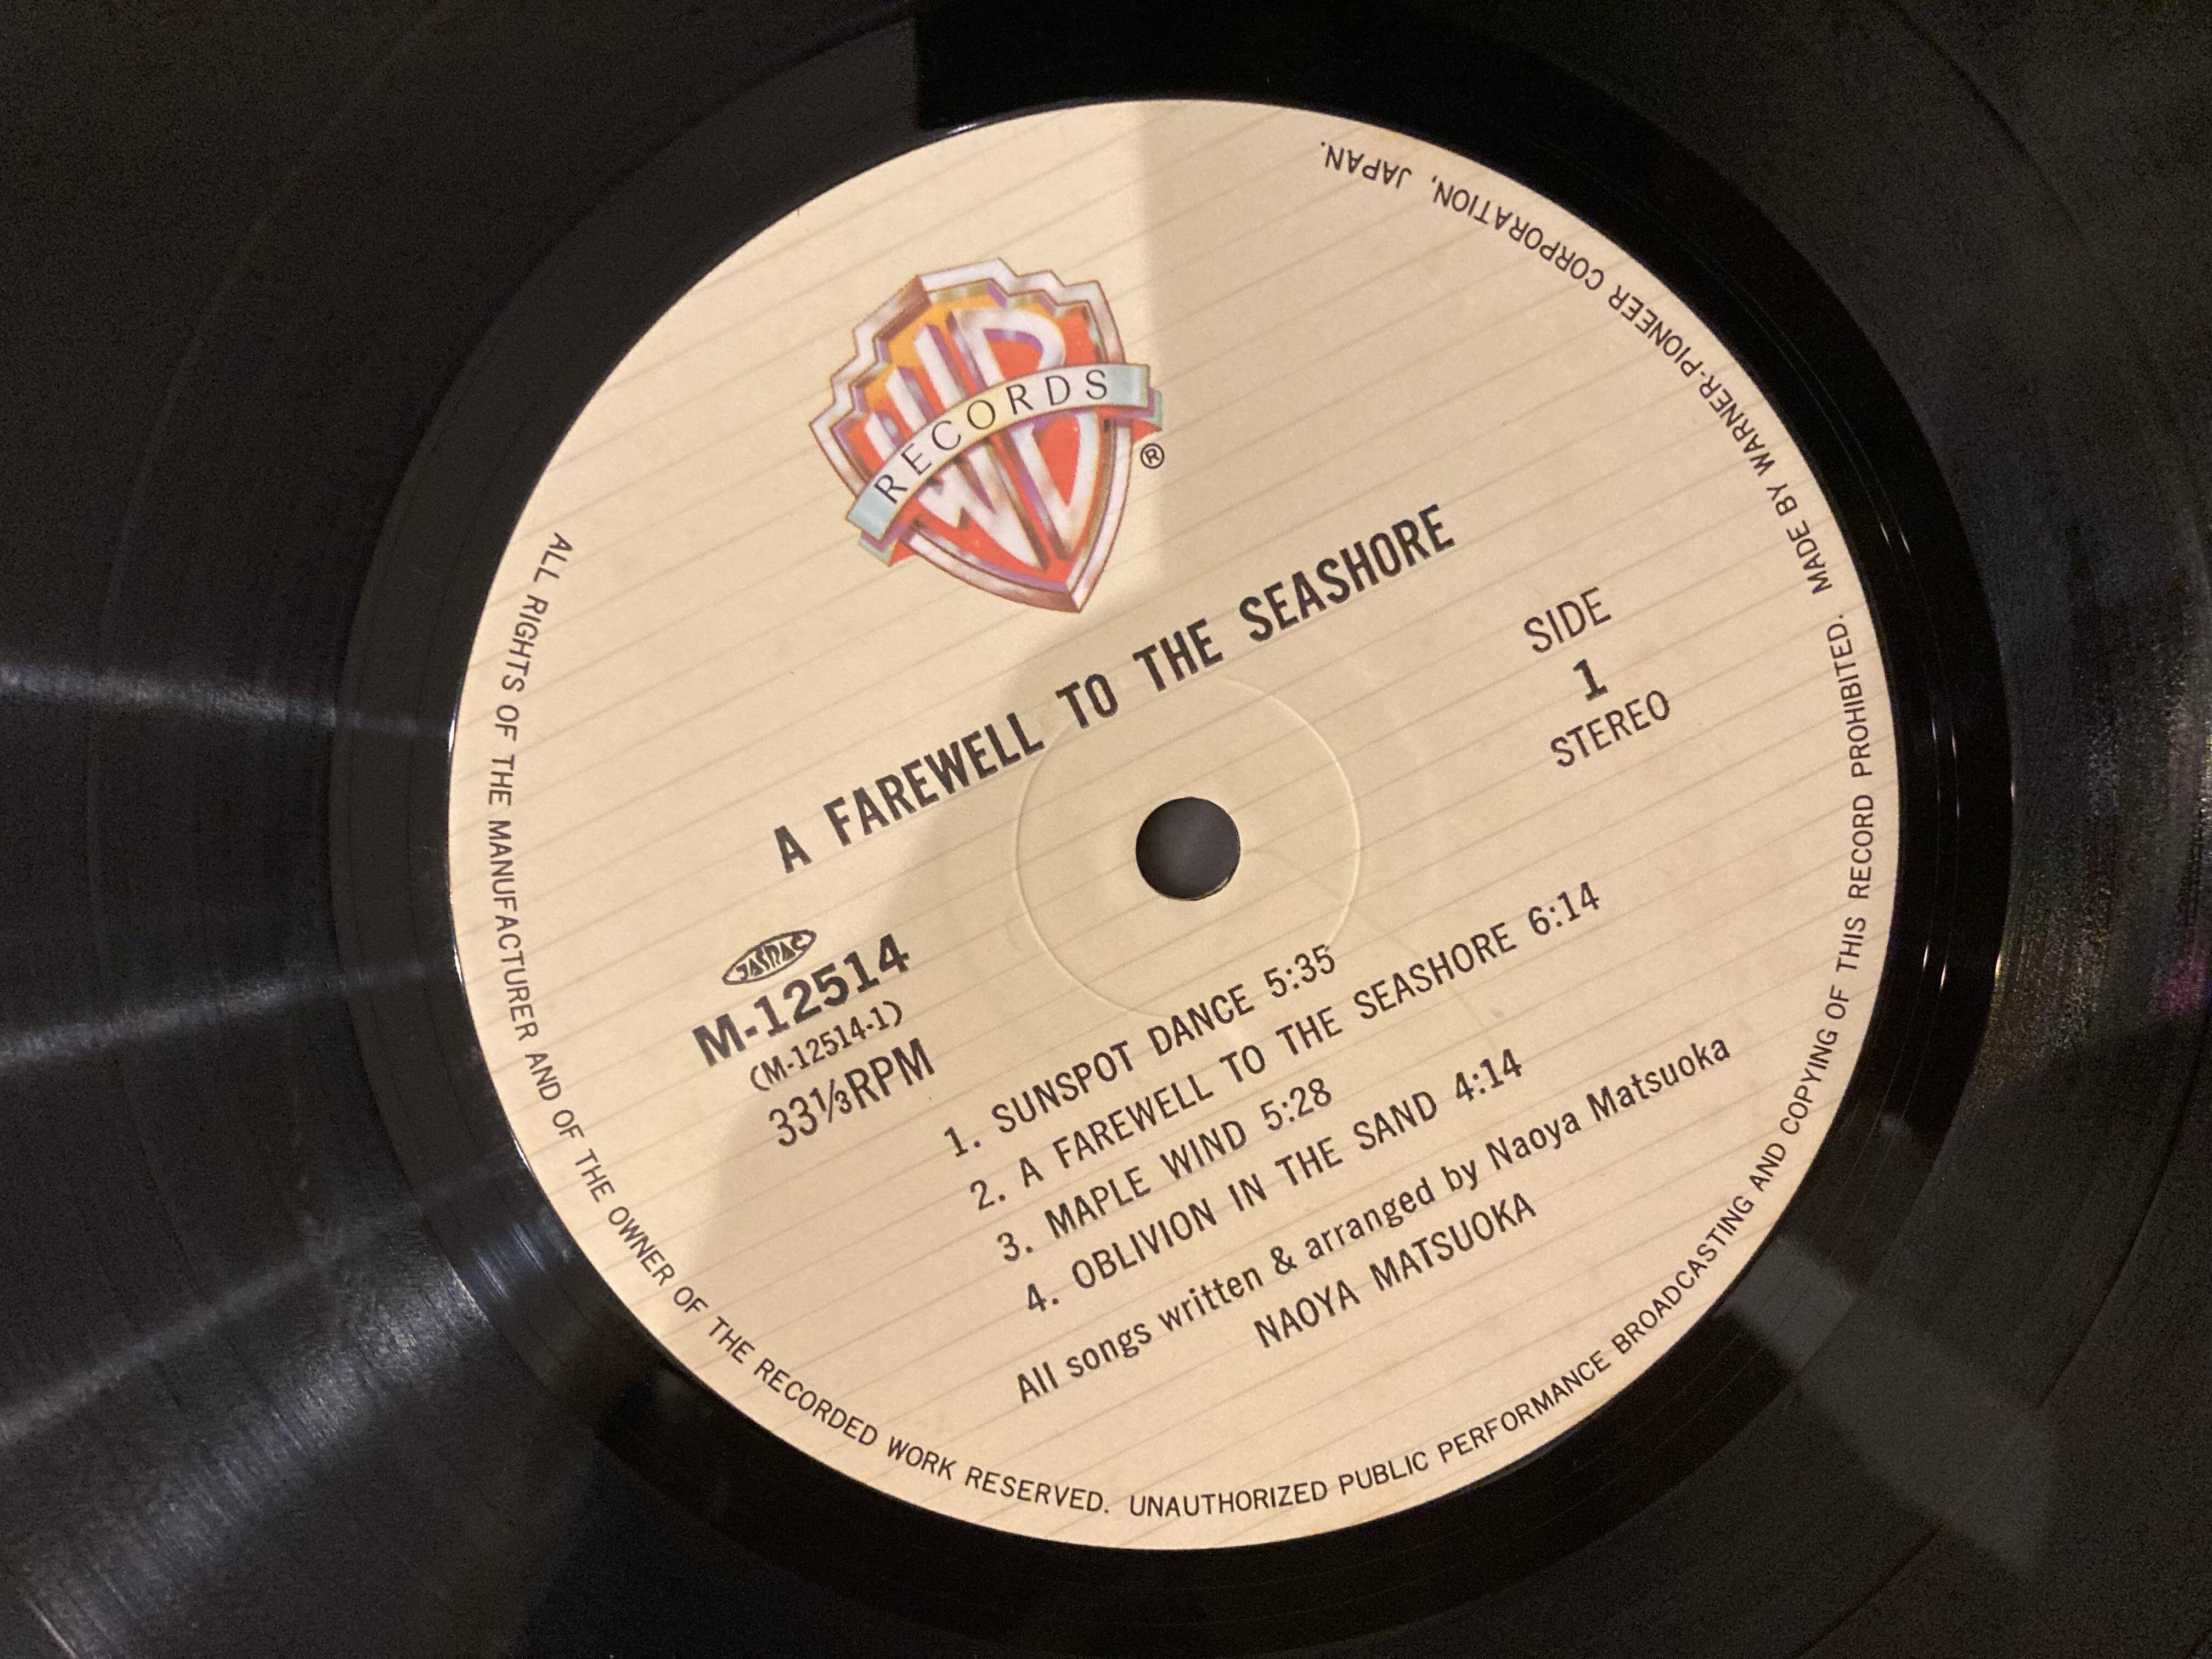 WB
RECORDS
®
A FAREWELL TO THE SEASHORE
SIDE
1
STEREO
JASRAC
M-12514
(M-12514-1)
33⅓RPM
1. SUNSPOT DANCE 5:35
2. A FAREWELL TO THE SEASHORE 6:14
3. MAPLE WIND 5:28
4. OBLIVION IN THE SAND 4:14
All songs written & arranged by Naoya Matsuoka
NAOYA MATSUOKA
ALL RIGHTS OF THE MANUFACTURER AND OF THE OWNER OF THE RECORDED WORK RESERVED. UNAUTHORIZED PUBLIC PERFORMANCE BROADCASTING AND COPYING OF THIS RECORD PROHIBITED. MADE BY WARNER-PIONEER CORPORATION, JAPAN.